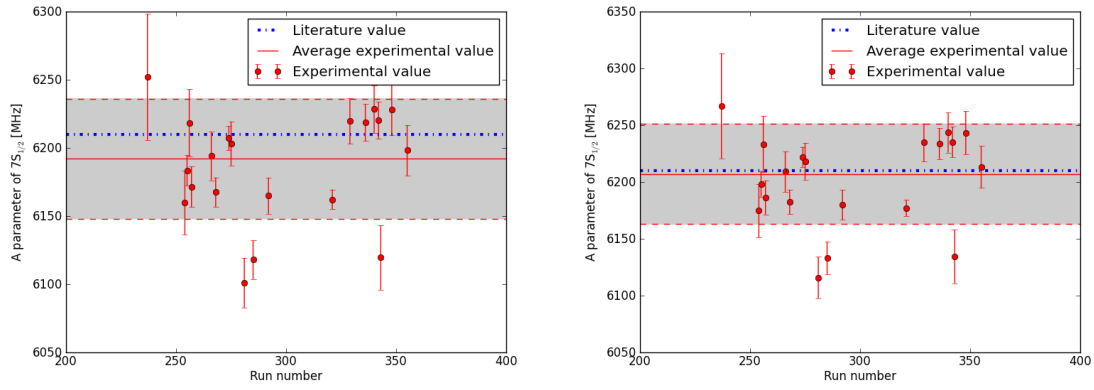 6300
6250
6200
6150
6100
6050
A parameter of 7S1/2 [MHz]
200
250
300
350
400
Run number
Literature value
Average experimental value
Experimental value
6350
6300
6250
6200
6150
6100
6050
A parameter of 7S1/2 [MHz]
200
250
300
350
400
Run number
Literature value
Average experimental value
Experimental value